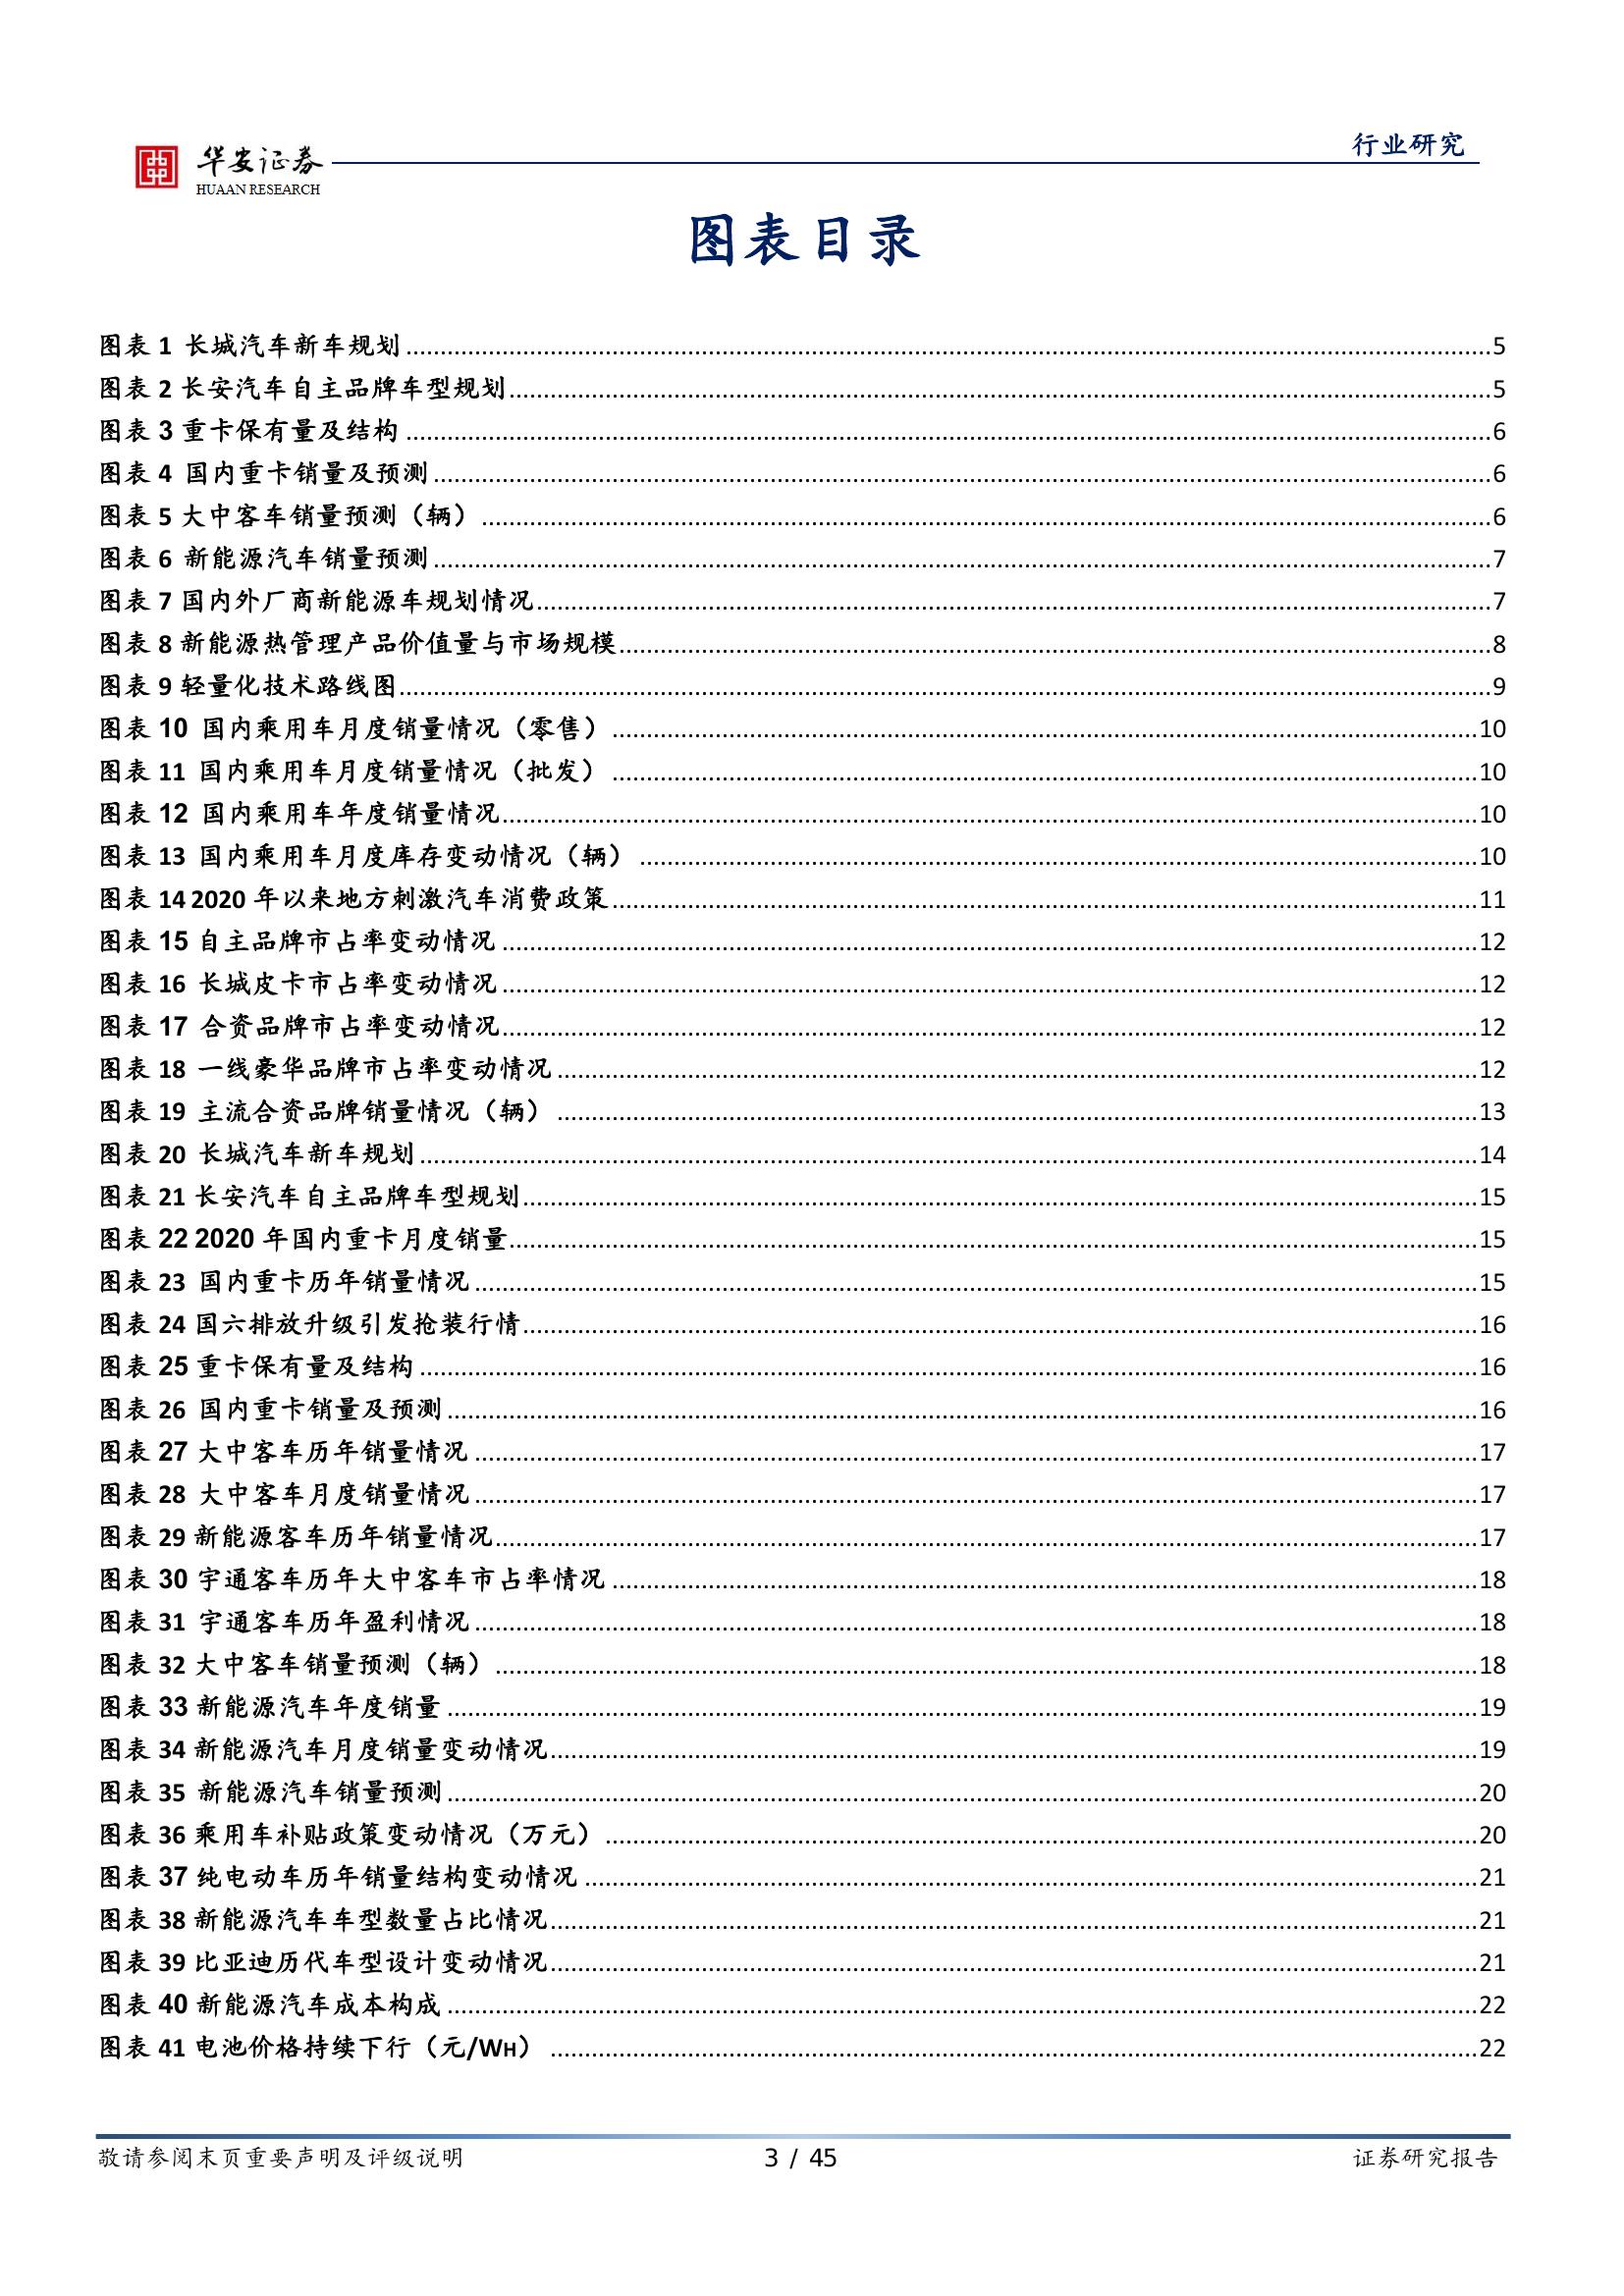 行业研究
华安证券
HUAAN RESEARCH
图表目录
图表 1 长城汽车新车规划 5
图表 2 长安汽车自主品牌车型规划 5
图表 3 重卡保有量及结构 6
图表 4 国内重卡销量及预测 6
图表 5 大中客车销量预测（辆） 6
图表 6 新能源汽车销量预测 7
图表 7 国内外厂商新能源车规划情况 7
图表 8 新能源热管理产品价值量与市场规模 8
图表 9 轻量化技术路线图 9
图表 10 国内乘用车月度销量情况（零售） 10
图表 11 国内乘用车月度销量情况（批发） 10
图表 12 国内乘用车年度销量情况 10
图表 13 国内乘用车月度库存变动情况（辆） 10
图表 14 2020 年以来地方刺激汽车消费政策 11
图表 15 自主品牌市占率变动情况 12
图表 16 长城皮卡市占率变动情况 12
图表 17 合资品牌市占率变动情况 12
图表 18 一线豪华品牌市占率变动情况 12
图表 19 主流合资品牌销量情况（辆） 13
图表 20 长城汽车新车规划 14
图表 21 长安汽车自主品牌车型规划 15
图表 22 2020 年国内重卡月度销量 15
图表 23 国内重卡历年销量情况 15
图表 24 国六排放升级引发抢装行情 16
图表 25 重卡保有量及结构 16
图表 26 国内重卡销量及预测 16
图表 27 大中客车历年销量情况 17
图表 28 大中客车月度销量情况 17
图表 29 新能源客车历年销量情况 17
图表 30 宇通客车历年大中客车市占率情况 18
图表 31 宇通客车历年盈利情况 18
图表 32 大中客车销量预测（辆） 18
图表 33 新能源汽车年度销量 19
图表 34 新能源汽车月度销量变动情况 19
图表 35 新能源汽车销量预测 20
图表 36 乘用车补贴政策变动情况（万元） 20
图表 37 纯电动车历年销量结构变动情况 21
图表 38 新能源汽车车型数量占比情况 21
图表 39 比亚迪历代车型设计变动情况 21
图表 40 新能源汽车成本构成 22
图表 41 电池价格持续下行（元/WH） 22
敬请参阅末页重要声明及评级说明 3 / 45 证券研究报告